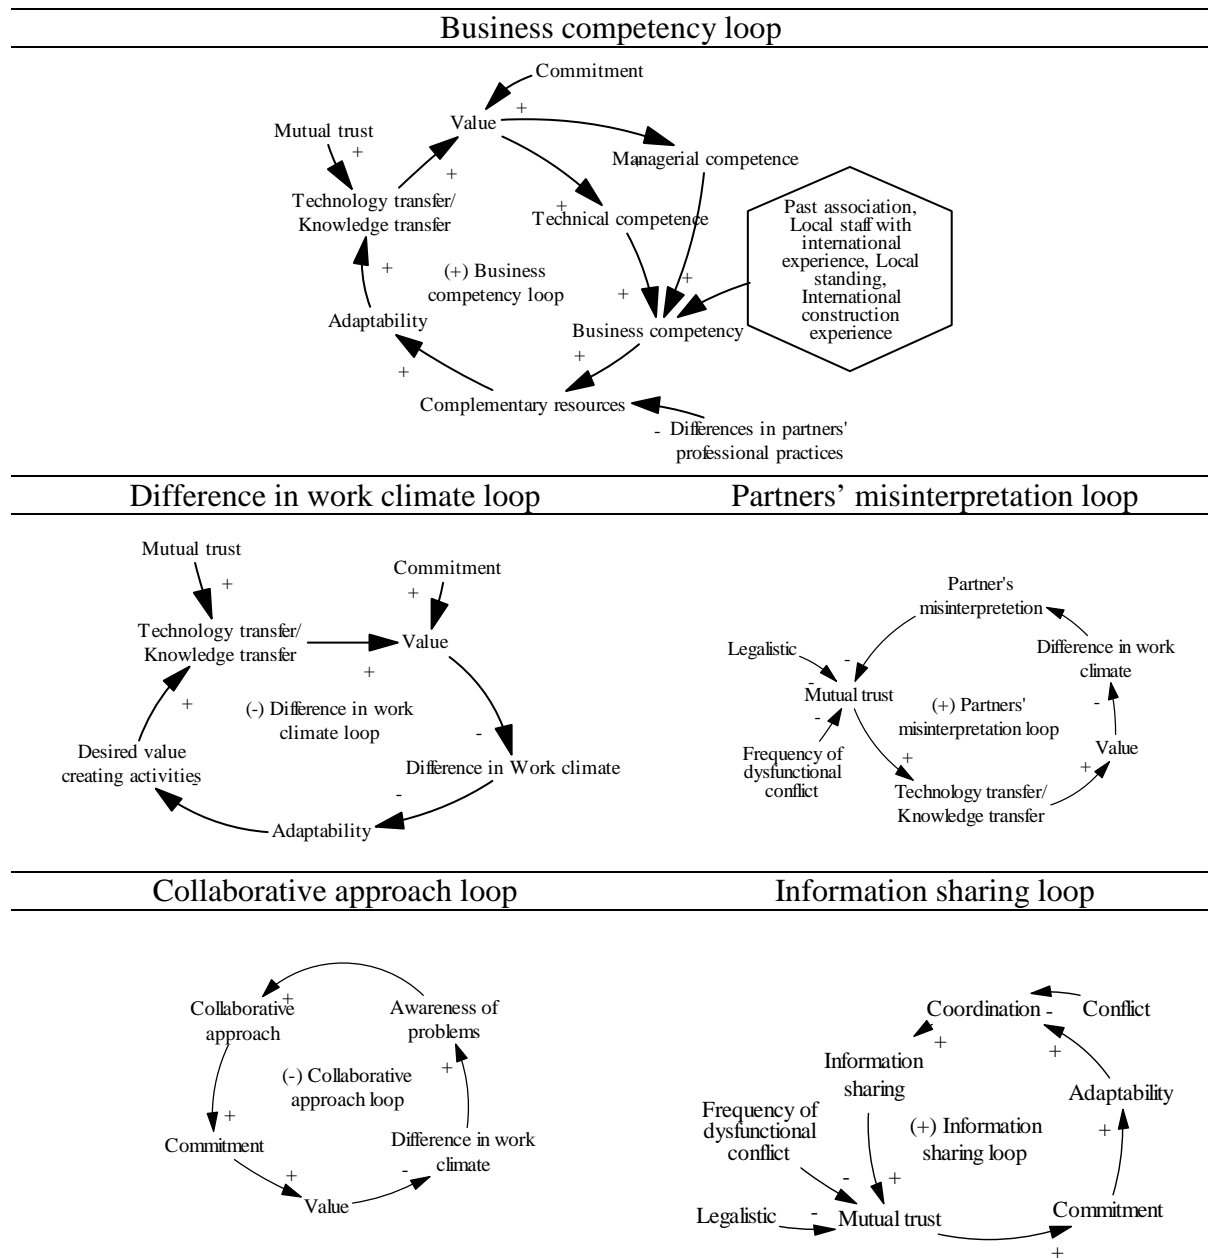 Business competency loop
Commitment
+
Value
Mutual trust
+
+
Managerial competence
+
Technology transfer/
Knowledge transfer
+
Technical competence
Past association,
Local staff with
international
experience, Local
standing,
International
construction
experience
+
(+) Business
competency loop
+
+
Adaptability
Business competency
+
+
Complementary resources
- Differences in partners'
professional practices
Difference in work climate loop
Partners’ misinterpretation loop
Mutual trust
Commitment
+
+
Technology transfer/
Knowledge transfer
Value
+
+
(-) Difference in work
climate loop
-
Desired value
creating activities
-
Difference in Work climate
-
Adaptability
Partner's
misinterpretetion
Legalistic
-
-
Difference in work
climate
Mutual trust
-
(+) Partners'
misinterpretation loop
-
Value
Frequency of
dysfunctional
conflict
+
+
Technology transfer/
Knowledge transfer
Collaborative approach loop
Information sharing loop
Collaborative
approach
+
Awareness of
problems
(-) Collaborative
approach loop
+
+
Commitment
Difference in work
climate
+
-
Value
Coordination
-
Conflict
+
+
Information
sharing
Adaptability
Frequency of
dysfunctional
conflict
(+) Information
sharing loop
+
-
+
Legalistic
-
Mutual trust
Commitment
+